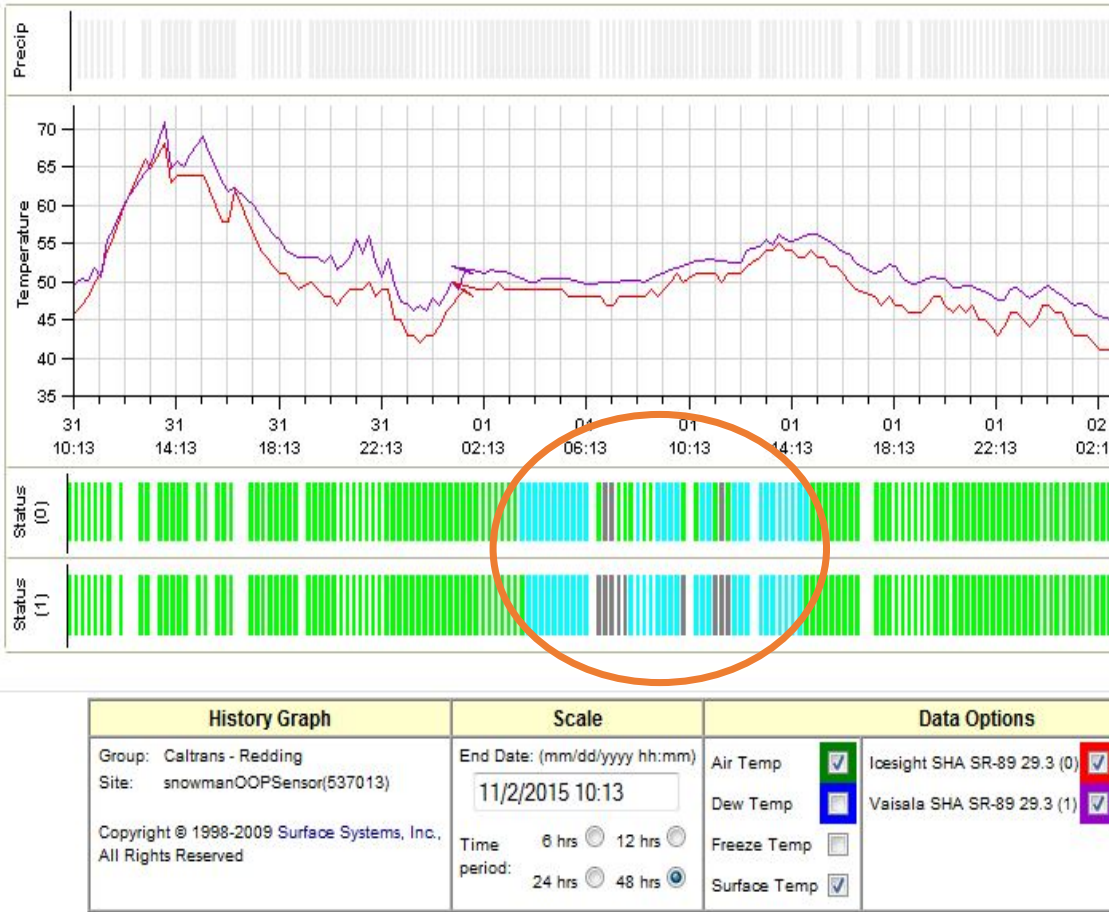 Precip
Temperature
70
65
60
55
50
45
40
35
31 31 31 31 01 01 01 01 01 02
10:13 14:13 18:13 22:13 02:13 06:13 10:13 14:13 18:13 22:13 02:1
Status
(0)
Status
(1)
History Graph
Group: Caltrans - Redding
Site: snowmanOOPSensor(537013)
Copyright © 1998-2009 Surface Systems, Inc.,
All Rights Reserved
Scale
End Date: (mm/dd/yyyy hh:mm)
11/2/2015 10:13
Time period:
6 hrs 12 hrs
24 hrs 48 hrs
Data Options
Air Temp
Dew Temp
Freeze Temp
Surface Temp
Icesight SHA SR-89 29.3 (0)
Vaisala SHA SR-89 29.3 (1)